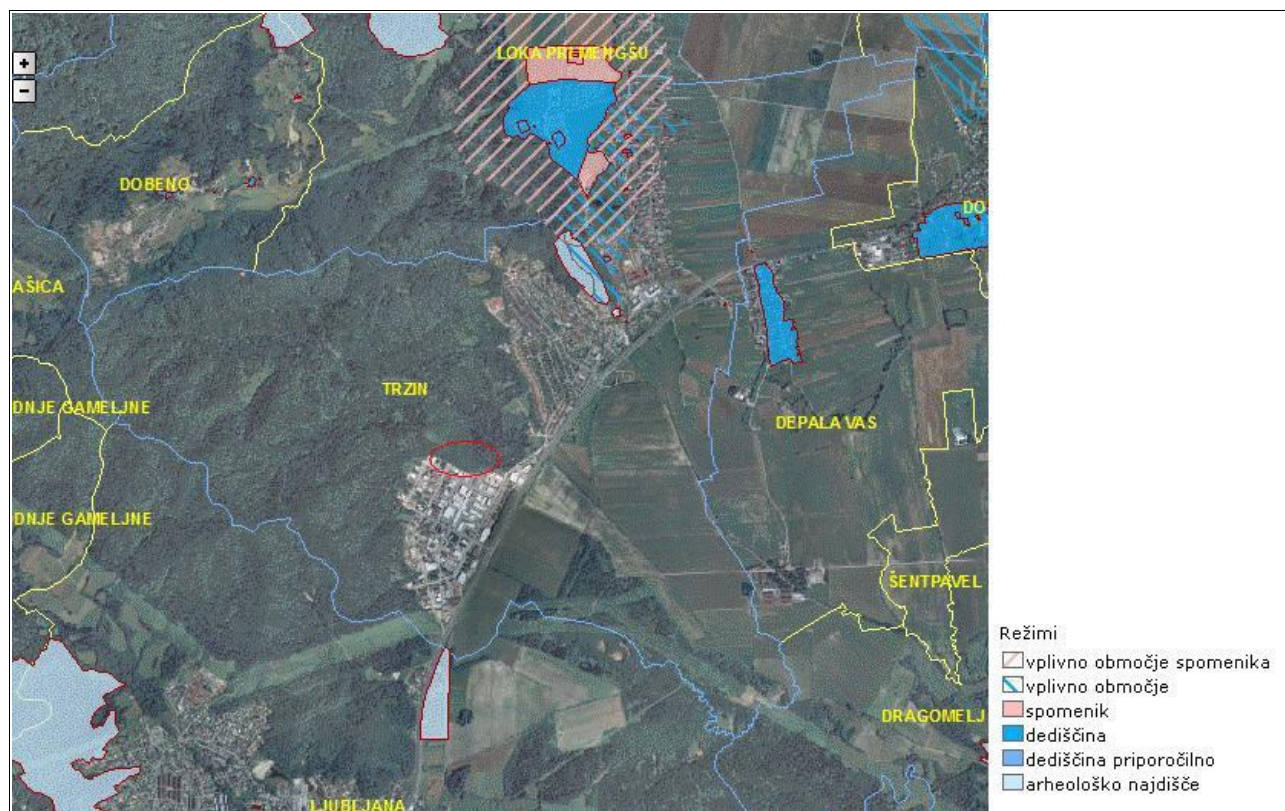 +
−
LOKA PRI MENGŠU
DOBENO
DO
AŠICA
TRZIN
DNJE GAMELJNE
DEPALA VAS
DNJE GAMELJNE
ŠENTPAVEL
DRAGOMELJ
LJUBLJANA
Režimi
vplivno območje spomenika
vplivno območje
spomenik
dediščina
dediščina priporočilno
arheološko najdišče